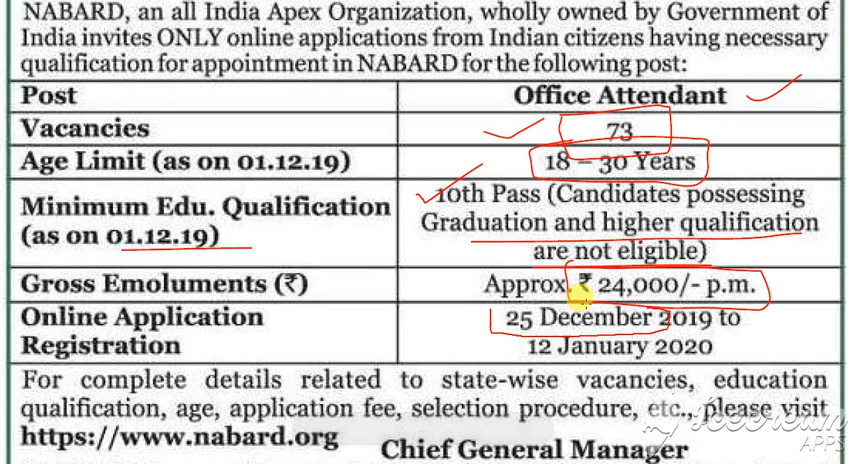 NABARD, an all India Apex Organization, wholly owned by Government of
India invites ONLY online applications from Indian citizens having necessary
qualification for appointment in NABARD for the following post:
Post Office Attendant
Vacancies 73
Age Limit (as on 01.12.19) 18 – 30 Years
Minimum Edu. Qualification
(as on 01.12.19)
10th Pass (Candidates possessing
Graduation and higher qualification
are not eligible)
Gross Emoluments (₹) Approx. ₹ 24,000/- p.m.
Online Application
Registration
25 December 2019 to
12 January 2020
For complete details related to state-wise vacancies, education
qualification, age, application fee, selection procedure, etc., please visit
https://www.nabard.org
Chief General Manager
Icecream
APPS